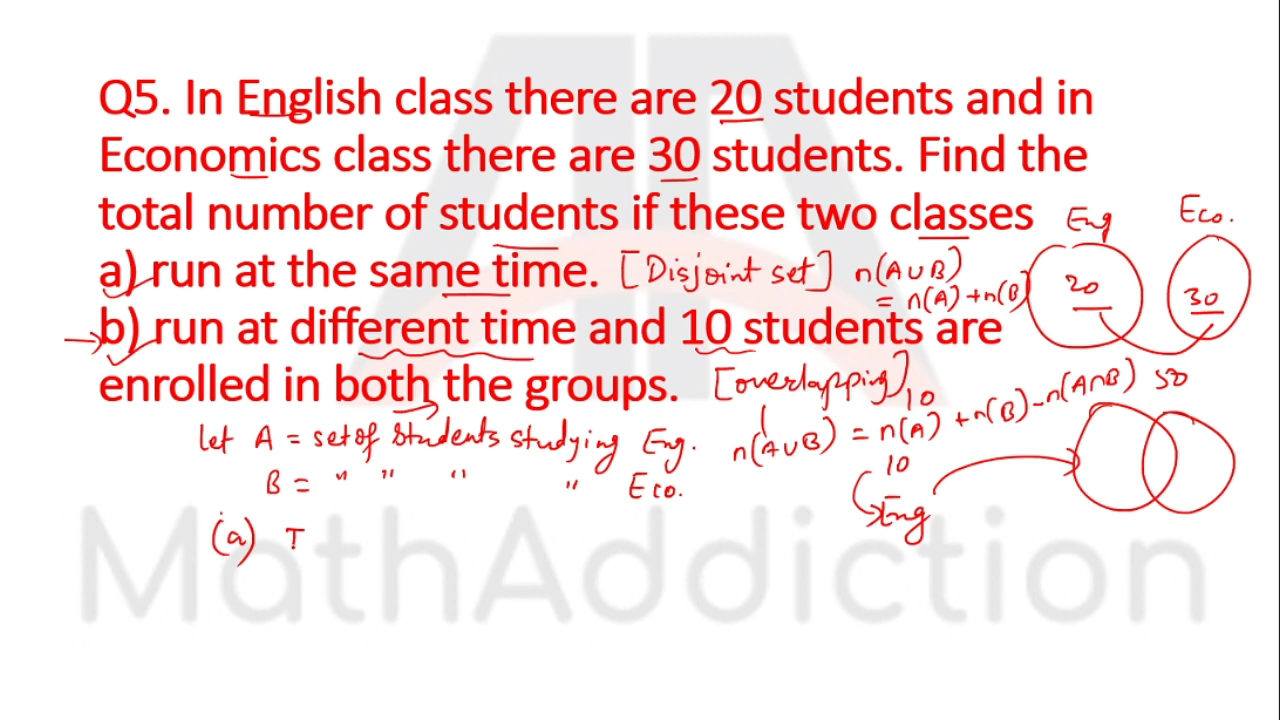 Q5. In English class there are 20 students and in
Economics class there are 30 students. Find the
total number of students if these two classes
Eng
Eco.
a) run at the same time. [Disjoint set] n(A∪B)
= n(A)+n(B)
20
30
b) run at different time and 10 students are
enrolled in both the groups. [overlapping]
10
50
n(A∪B) = n(A) + n(B) - n(A∩B)
let A = set of students studying Eng.
10
B = " " " " Eco.
Eng
(a) T
MathAddiction